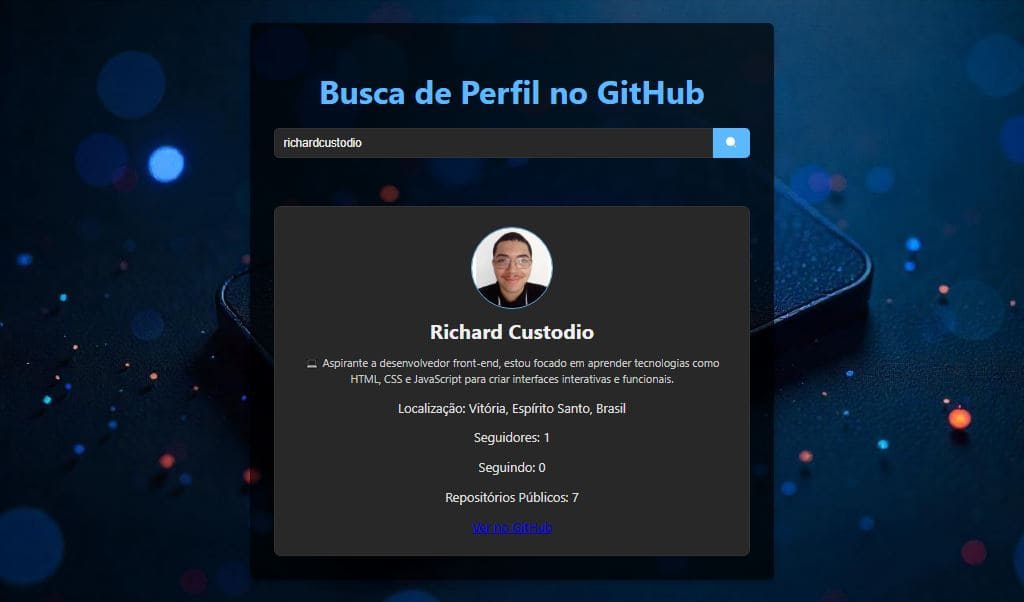 Busca de Perfil no GitHub
richardcustodio
Richard Custodio
💻 Aspirante a desenvolvedor front-end, estou focado em aprender tecnologias como
HTML, CSS e JavaScript para criar interfaces interativas e funcionais.
Localização: Vitória, Espírito Santo, Brasil
Seguidores: 1
Seguindo: 0
Repositórios Públicos: 7
Ver no GitHub